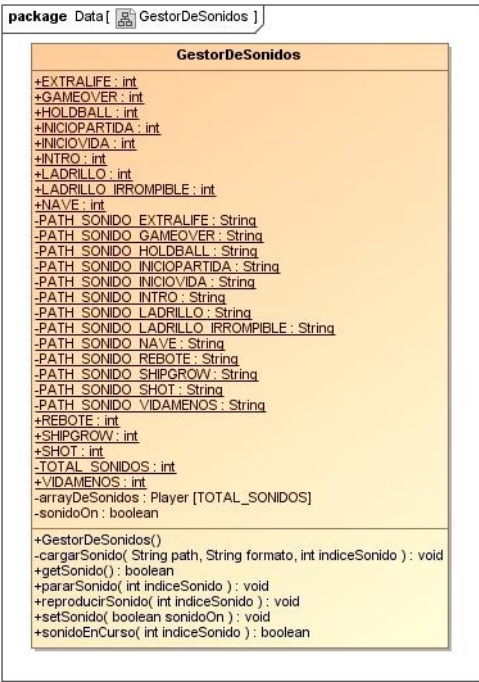 package Data [ GestorDeSonidos ]
GestorDeSonidos
+EXTRALIFE : int
+GAMEOVER : int
+HOLDBALL : int
+INICIOPARTIDA : int
+INICIOVIDA : int
+INTRO : int
+LADRILLO : int
+LADRILLO_IRROMPIBLE : int
+NAVE : int
-PATH_SONIDO_EXTRALIFE : String
-PATH_SONIDO_GAMEOVER : String
-PATH_SONIDO_HOLDBALL : String
-PATH_SONIDO_INICIOPARTIDA : String
-PATH_SONIDO_INICIOVIDA : String
-PATH_SONIDO_INTRO : String
-PATH_SONIDO_LADRILLO : String
-PATH_SONIDO_LADRILLO_IRROMPIBLE : String
-PATH_SONIDO_NAVE : String
-PATH_SONIDO_REBOTE : String
-PATH_SONIDO_SHIPGROW : String
-PATH_SONIDO_SHOT : String
-PATH_SONIDO_VIDAMENOS : String
+REBOTE : int
+SHIPGROW : int
+SHOT : int
-TOTAL_SONIDOS : int
+VIDAMENOS : int
-arrayDeSonidos : Player [TOTAL_SONIDOS]
-sonidoOn : boolean
+GestorDeSonidos()
-cargarSonido( String path, String formato, int indiceSonido ) : void
+getSonido() : boolean
+pararSonido( int indiceSonido ) : void
+reproducirSonido( int indiceSonido ) : void
+setSonido( boolean sonidoOn ) : void
+sonidoEnCurso( int indiceSonido ) : boolean